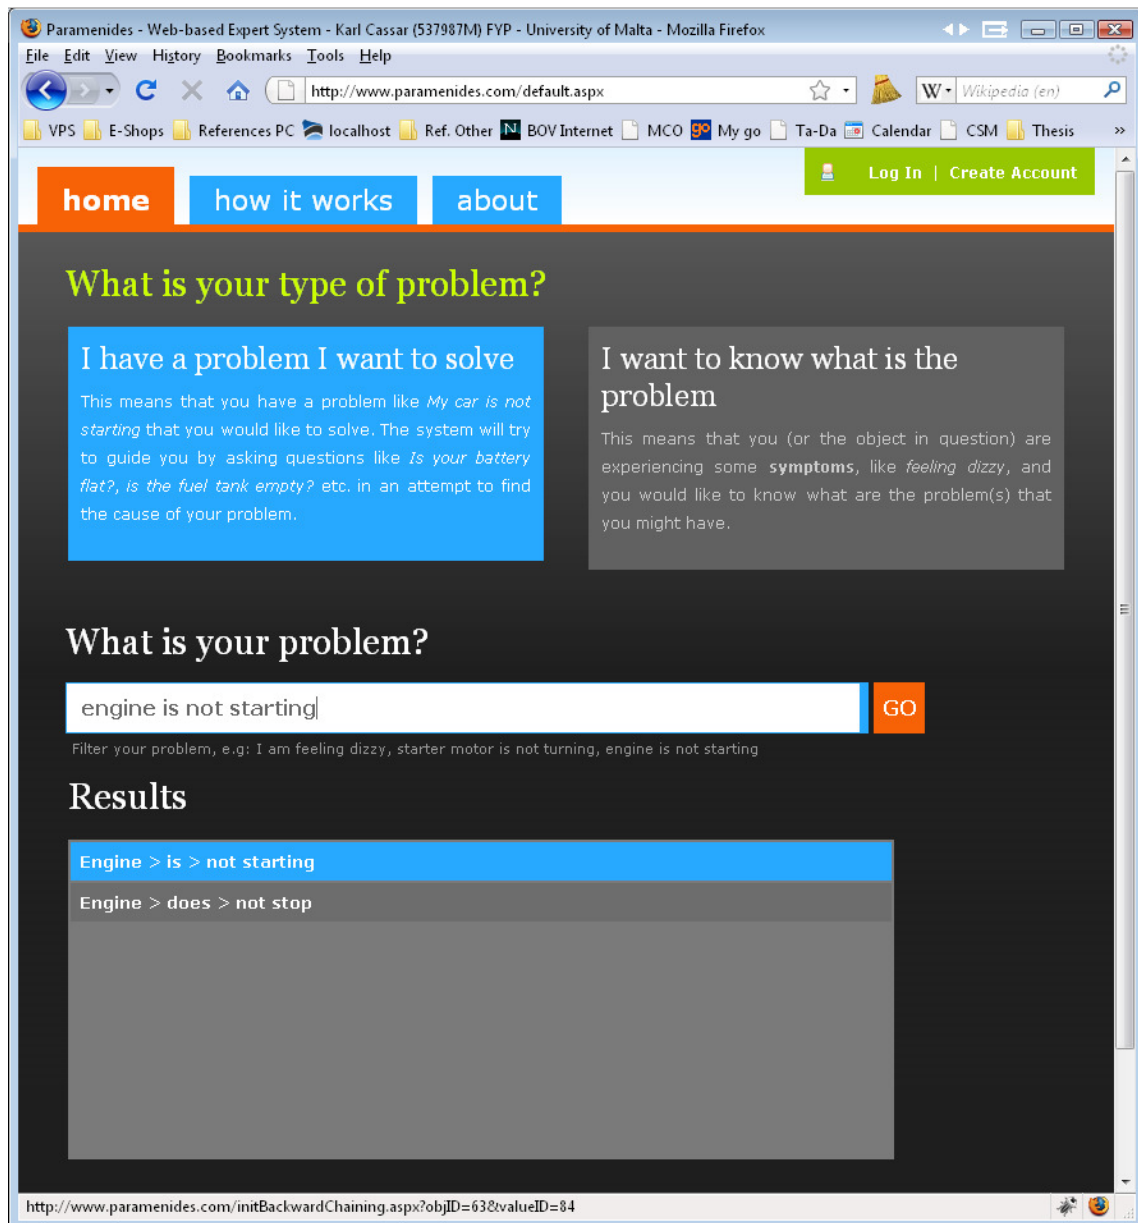 Paramenides - Web-based Expert System - Karl Cassar (537987M) FYP - University of Malta - Mozilla Firefox
File Edit View History Bookmarks Tools Help
http://www.paramenides.com/default.aspx
W Wikipedia (en)
VPS E-Shops References PC localhost Ref. Other N BOV Internet MCO go My go Ta-Da Calendar CSM Thesis »
Log In | Create Account
home how it works about
What is your type of problem?
I have a problem I want to solve
This means that you have a problem like My car is not
starting that you would like to solve. The system will try
to guide you by asking questions like Is your battery
flat?, is the fuel tank empty? etc. in an attempt to find
the cause of your problem.
I want to know what is the
problem
This means that you (or the object in question) are
experiencing some symptoms, like feeling dizzy, and
you would like to know what are the problem(s) that
you might have.
What is your problem?
engine is not starting
GO
Filter your problem, e.g: I am feeling dizzy, starter motor is not turning, engine is not starting
Results
Engine > is > not starting
Engine > does > not stop
http://www.paramenides.com/initBackwardChaining.aspx?objID=63&valueID=84